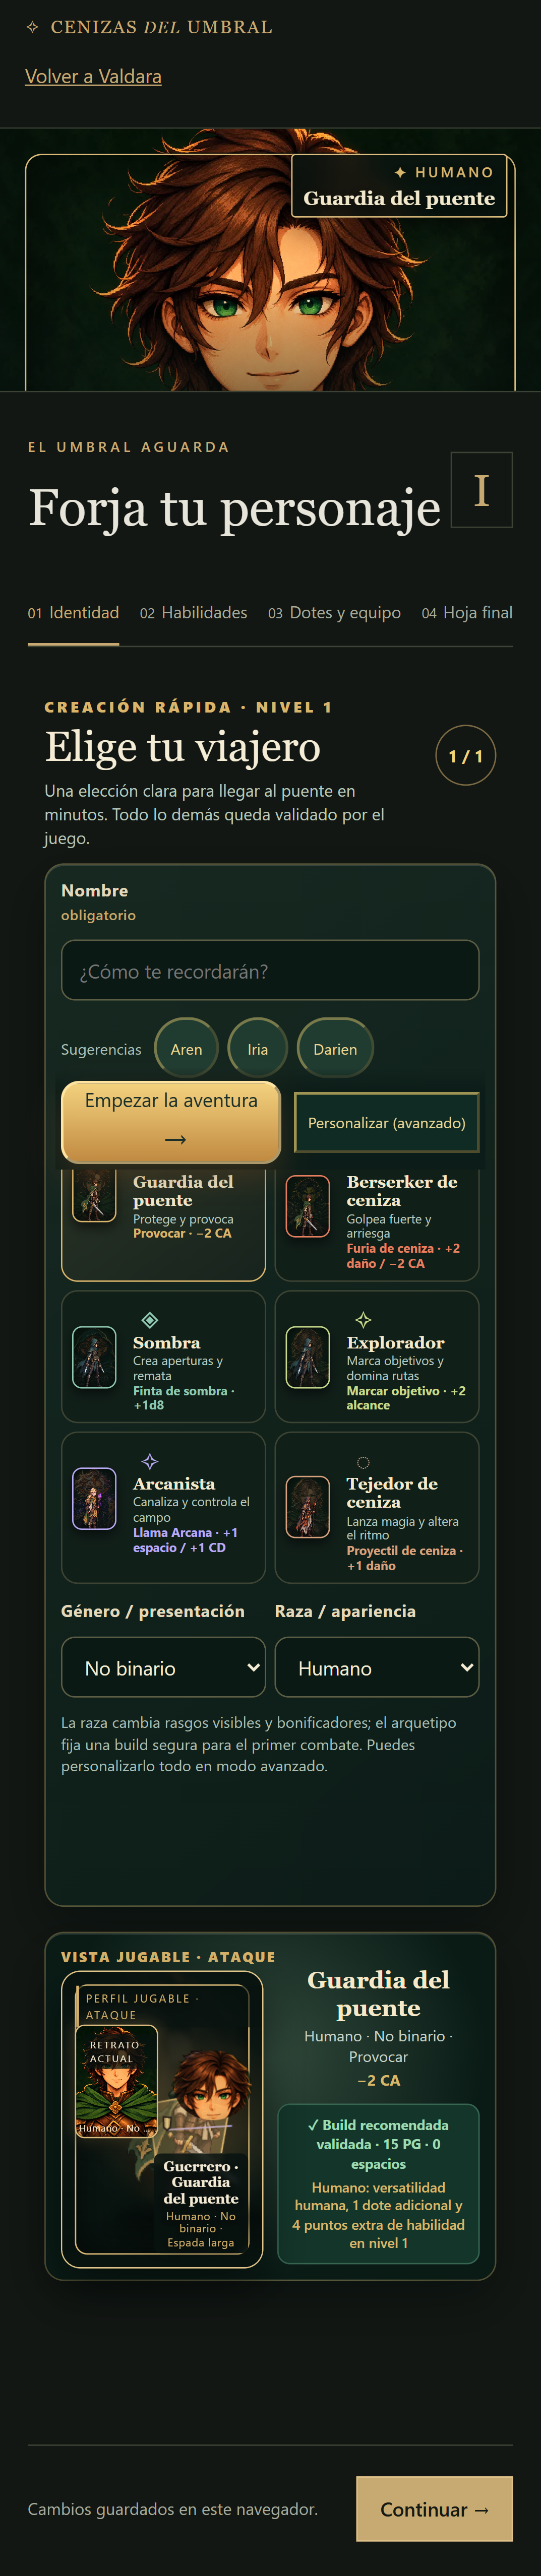 ✧ CENIZAS DEL UMBRAL
Volver a Valdara
✦ HUMANO
Guardia del puente
EL UMBRAL AGUARDA
Forja tu personaje
I
01 Identidad
02 Habilidades
03 Dotes y equipo
04 Hoja final
CREACIÓN RÁPIDA · NIVEL 1
Elige tu viajero
1 / 1
Una elección clara para llegar al puente en
minutos. Todo lo demás queda validado por el
juego.
Nombre
obligatorio
¿Cómo te recordarán?
Sugerencias
Aren
Iria
Darien
Empezar la aventura
→
Personalizar (avanzado)
Guardia del
puente
Protege y provoca
Provocar · −2 CA
Berserker de
ceniza
Golpea fuerte y
arriesga
Furia de ceniza · +2
daño / −2 CA
Sombra
Crea aperturas y
remata
Finta de sombra ·
+1d8
Explorador
Marca objetivos y
domina rutas
Marcar objetivo · +2
alcance
Arcanista
Canaliza y controla el
campo
Llama Arcana · +1
espacio / +1 CD
Tejedor de
ceniza
Lanza magia y altera
el ritmo
Proyectil de ceniza ·
+1 daño
Género / presentación
No binario
Raza / apariencia
Humano
La raza cambia rasgos visibles y bonificadores; el arquetipo
fija una build segura para el primer combate. Puedes
personalizarlo todo en modo avanzado.
VISTA JUGABLE · ATAQUE
PERFIL JUGABLE ·
ATAQUE
RETRATO
ACTUAL
Humano · No ...
Guerrero ·
Guardia
del puente
Humano · No
binario ·
Espada larga
Guardia del
puente
Humano · No binario ·
Provocar
−2 CA
✓ Build recomendada
validada · 15 PG · 0
espacios
Humano: versatilidad
humana, 1 dote adicional y
4 puntos extra de habilidad
en nivel 1
Cambios guardados en este navegador.
Continuar →